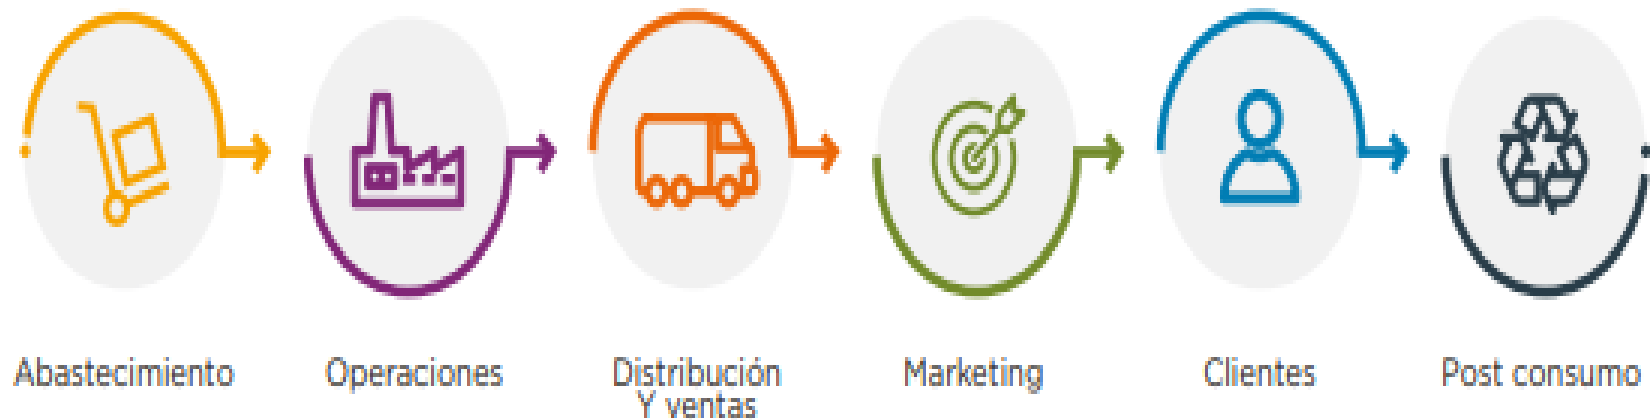 Abastecimiento
Operaciones
Distribución
Y ventas
Marketing
Clientes
Post consumo